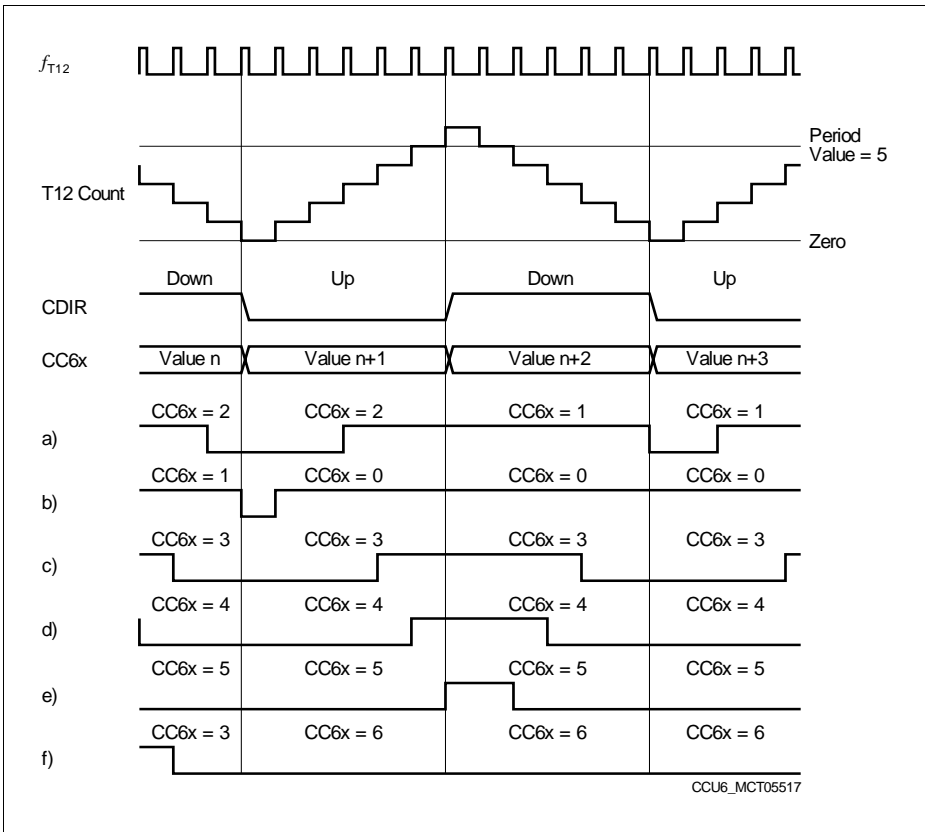 fT12
Period
Value = 5
T12 Count
Zero
Down Up Down Up
CDIR
CC6x Value n Value n+1 Value n+2 Value n+3
CC6x = 2 CC6x = 2 CC6x = 1 CC6x = 1
a)
CC6x = 1 CC6x = 0 CC6x = 0 CC6x = 0
b)
CC6x = 3 CC6x = 3 CC6x = 3 CC6x = 3
c)
CC6x = 4 CC6x = 4 CC6x = 4 CC6x = 4
d)
CC6x = 5 CC6x = 5 CC6x = 5 CC6x = 5
e)
CC6x = 3 CC6x = 6 CC6x = 6 CC6x = 6
f)
CCU6_MCT05517